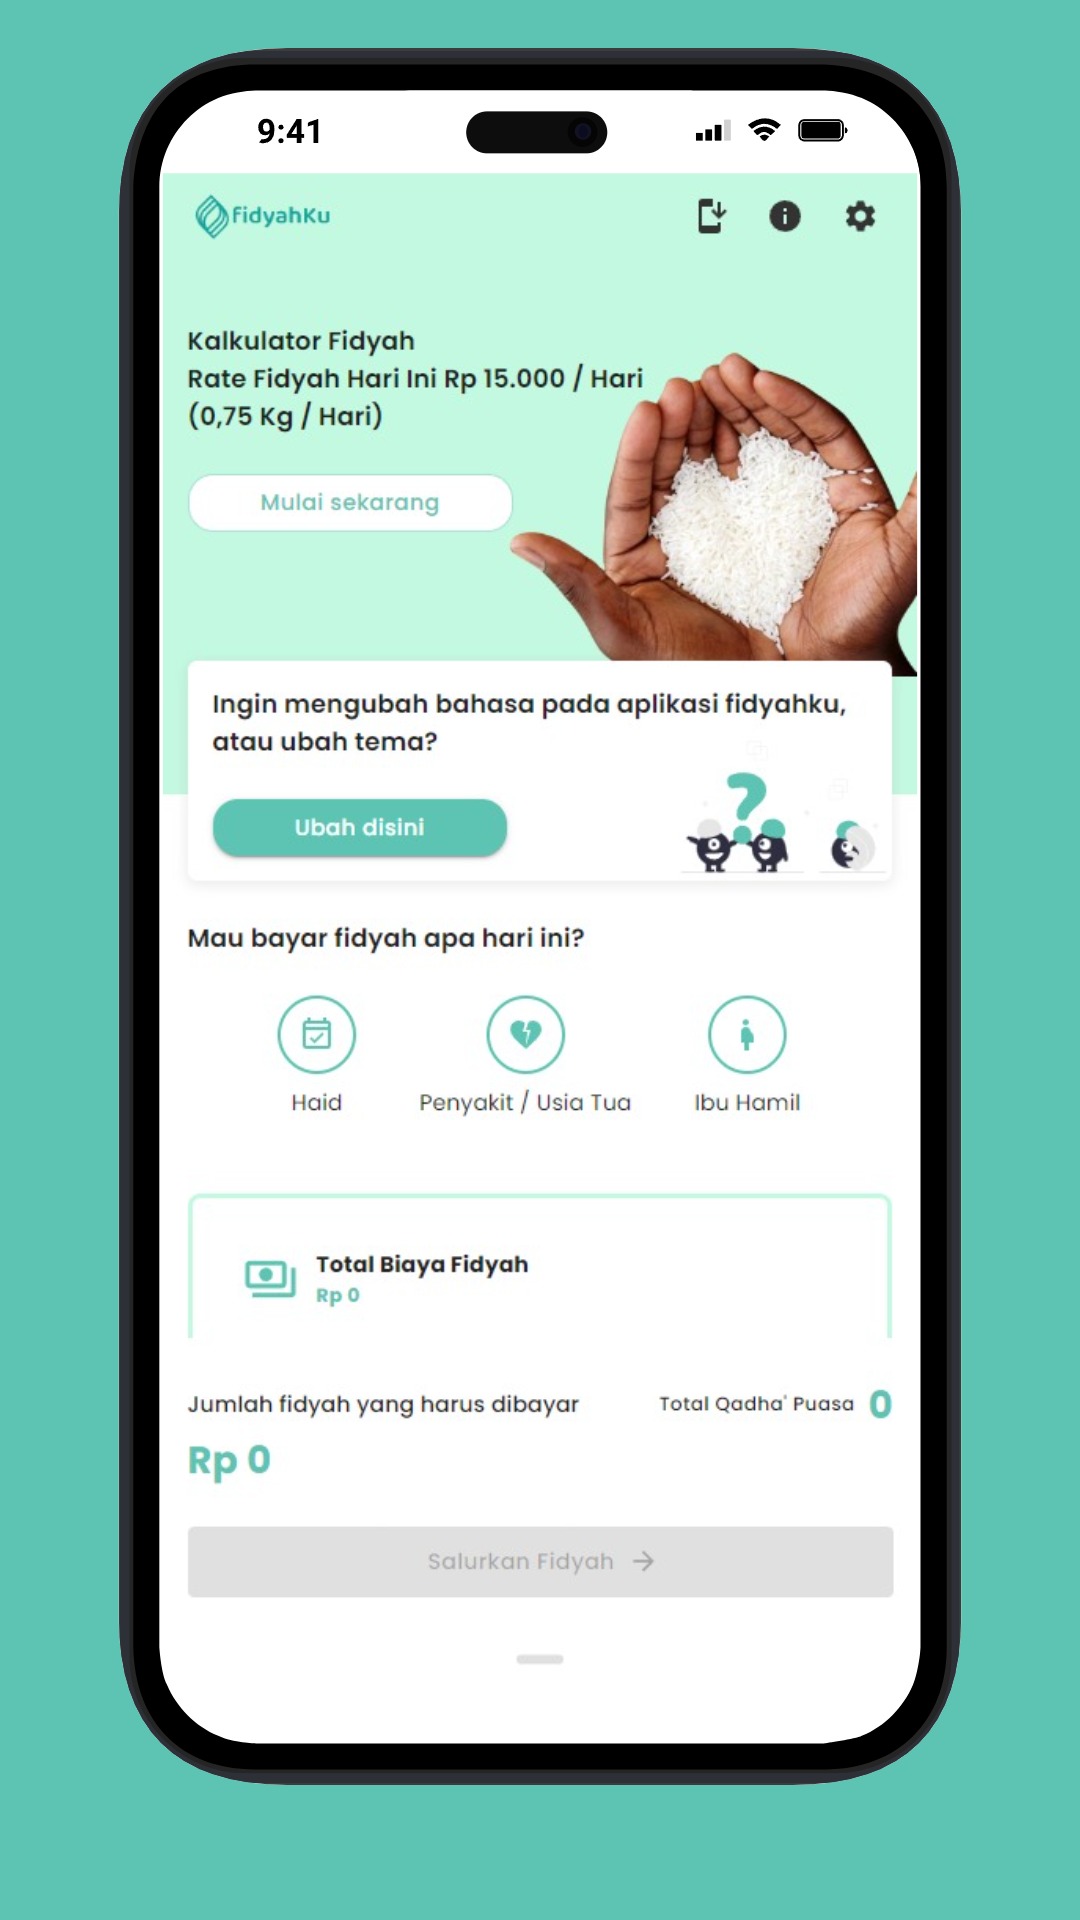 9:41
fidyahKu
Kalkulator Fidyah
Rate Fidyah Hari Ini Rp 15.000 / Hari
(0,75 Kg / Hari)
Mulai sekarang
Ingin mengubah bahasa pada aplikasi fidyahku,
atau ubah tema?
?
Ubah disini
Mau bayar fidyah apa hari ini?
Haid
Penyakit / Usia Tua
Ibu Hamil
Total Biaya Fidyah
Rp 0
Jumlah fidyah yang harus dibayar
Total Qadha' Puasa 0
Rp 0
Salurkan Fidyah →